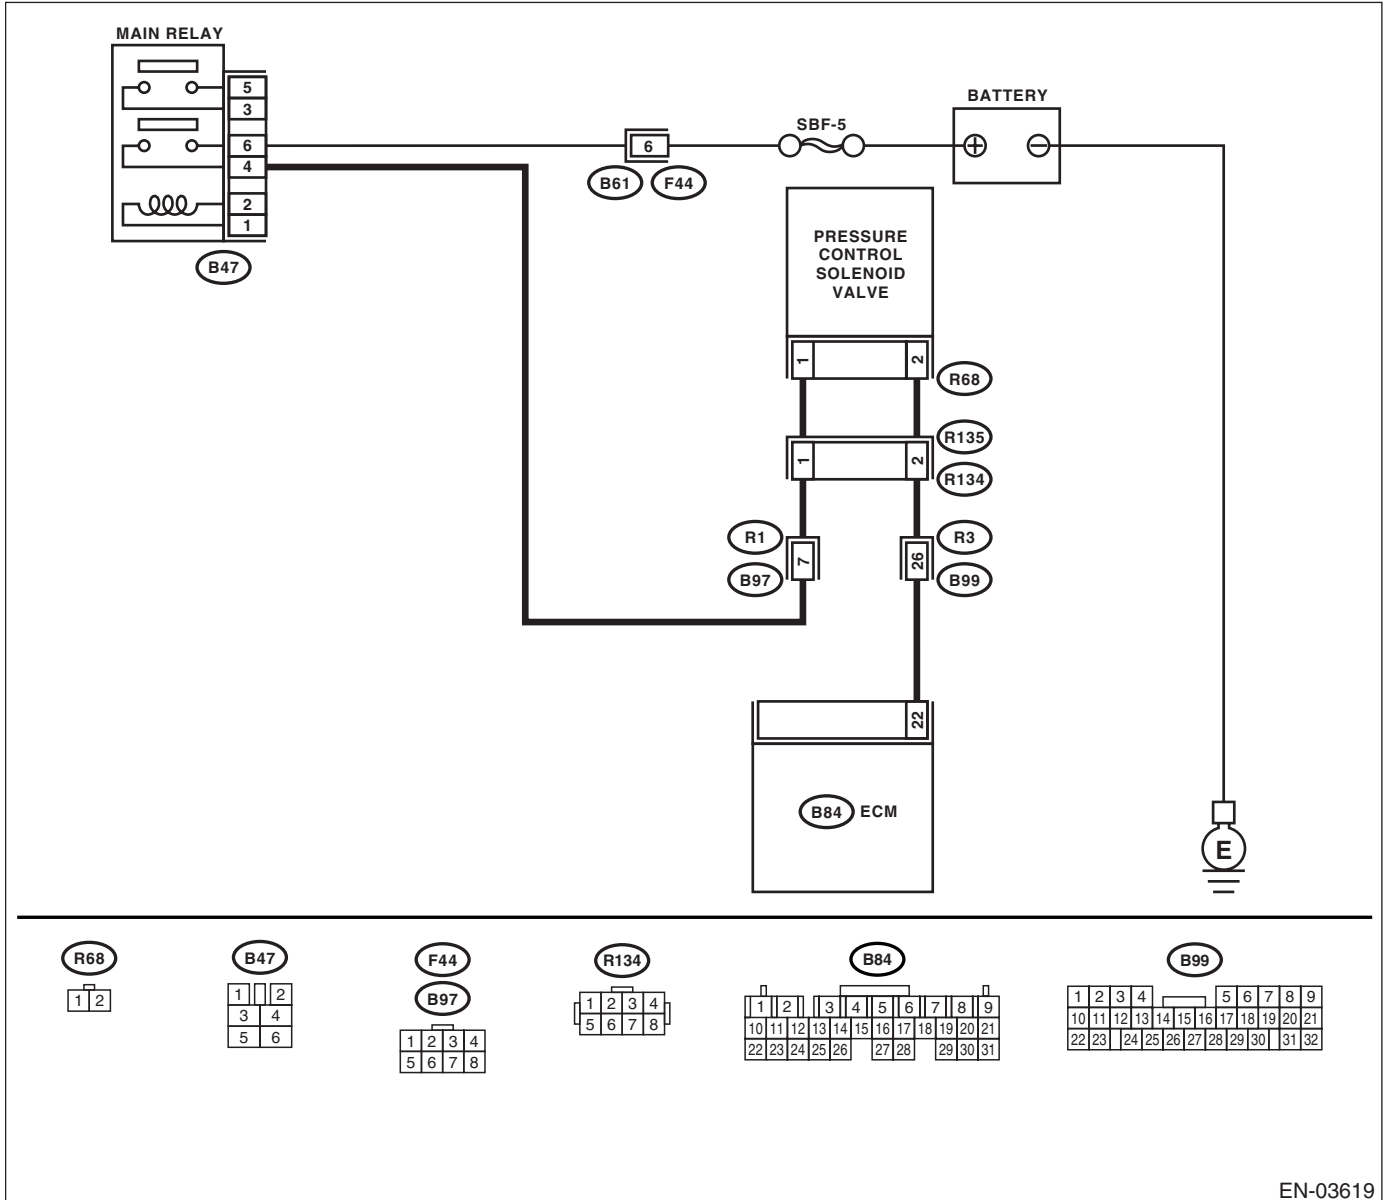 MAIN RELAY
5
3
6
4
2
1
B47
6
B61 F44
SBF-5
BATTERY
+ −
PRESSURE
CONTROL
SOLENOID
VALVE
1 2
R68
R135
1 2
R134
R1
7
B97
R3
26
B99
22
B84 ECM
E
R68
1 2
B47
1 2
3 4
5 6
F44
B97
1 2 3 4
5 6 7 8
R134
1 2 3 4
5 6 7 8
B84
1 2 3 4 5 6 7 8 9
10 11 12 13 14 15 16 17 18 19 20 21
22 23 24 25 26 27 28 29 30 31
B99
1 2 3 4 5 6 7 8 9
10 11 12 13 14 15 16 17 18 19 20 21
22 23 24 25 26 27 28 29 30 31 32
EN-03619